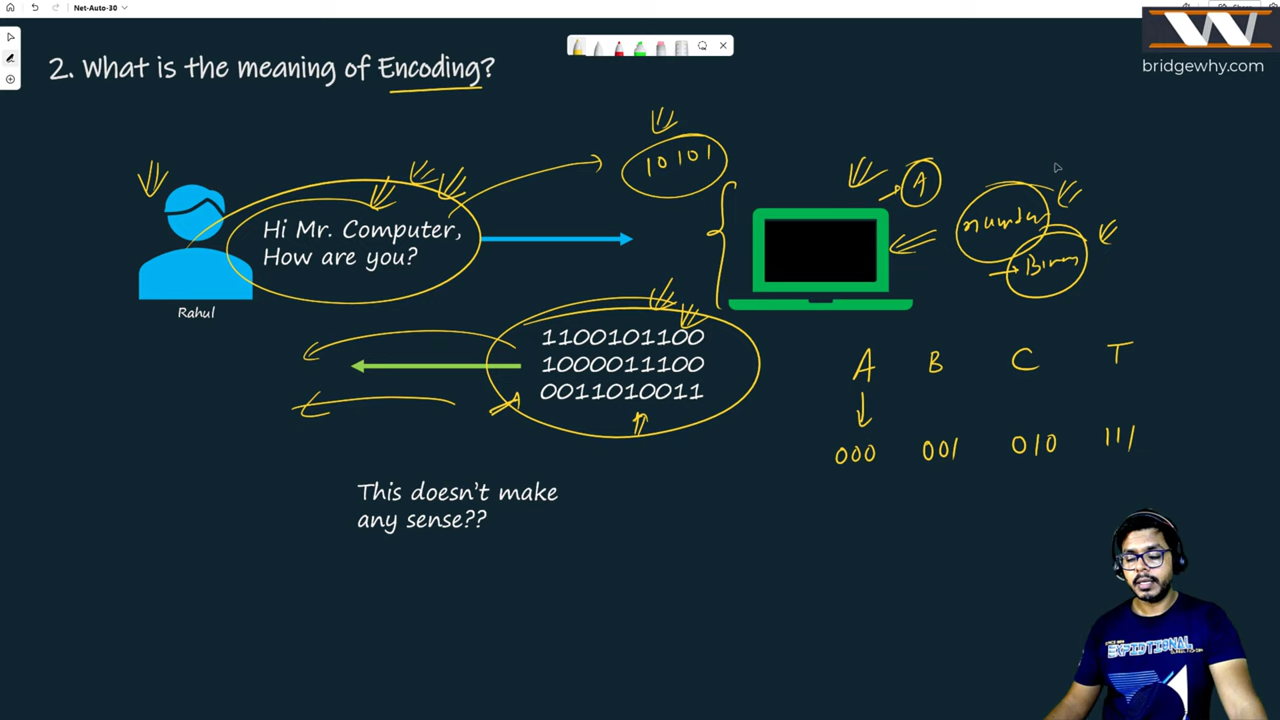 Net-Auto-30
2. What is the meaning of Encoding?
bridgewhy.com
10101
A
Hi Mr. Computer,
How are you?
number
Binary
Rahul
1100101100
1000011100
0011010011
A B C T
000 001 010 111
This doesn't make
any sense??
EXPIDTIONAL